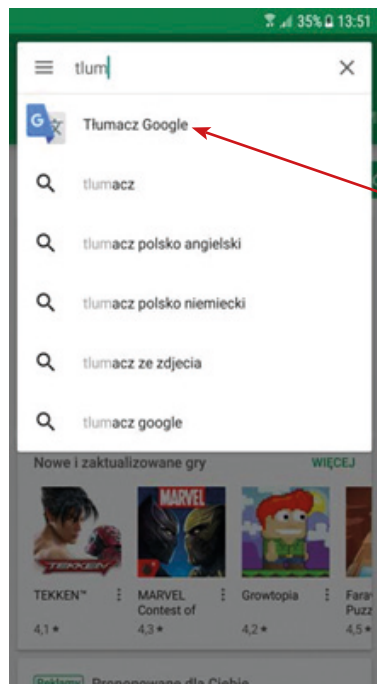 35% 13:51
tlum
Tłumacz Google
tlumacz
tlumacz polsko angielski
tlumacz polsko niemiecki
tlumacz ze zdjecia
tlumacz google
Nowe i zaktualizowane gry WIĘCEJ
MARVEL
TEKKEN
TEKKEN™ MARVEL Growtopia
Contest of Puzz
4,1★ 4,3★ 4,2★ 4,5★
Reklamy Proponowane dla Ciebie